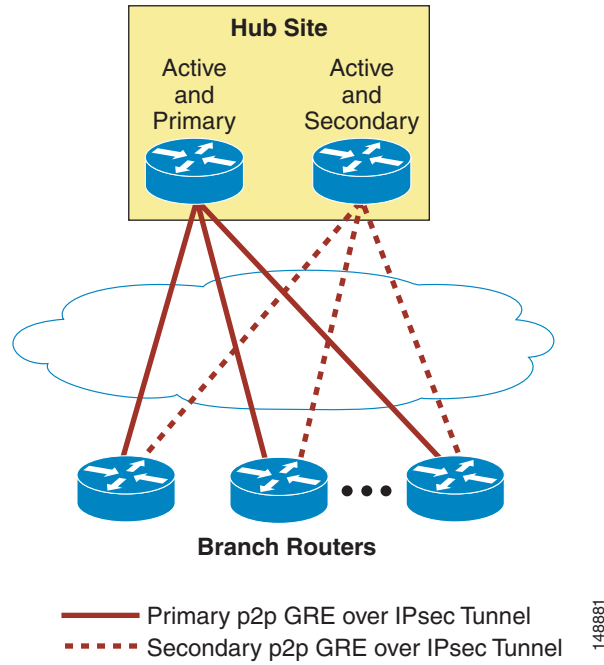 Hub Site
Active
and
Primary
Active
and
Secondary
Branch Routers
Primary p2p GRE over IPsec Tunnel
Secondary p2p GRE over IPsec Tunnel
148881